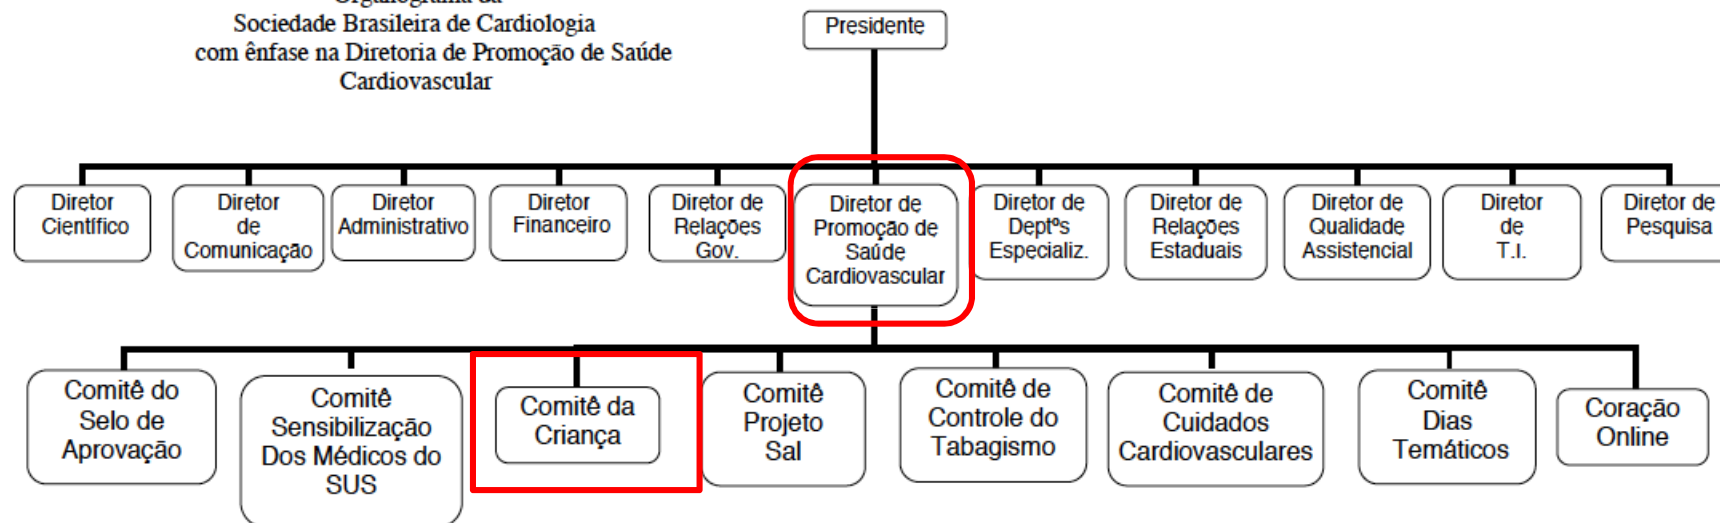 Organograma da
Sociedade Brasileira de Cardiologia
com ênfase na Diretoria de Promoção de Saúde
Cardiovascular
Presidente
Diretor
Científico
Diretor
de
Comunicação
Diretor
Administrativo
Diretor
Financeiro
Diretor de
Relações
Gov.
Diretor de
Promoção de
Saúde
Cardiovascular
Diretor de
Deptºs
Especializ.
Diretor de
Relações
Estaduais
Diretor de
Qualidade
Assistencial
Diretor
de
T.I.
Diretor de
Pesquisa
Comitê do
Selo de
Aprovação
Comitê
Sensibilização
Dos Médicos do
SUS
Comitê da
Criança
Comitê
Projeto
Sal
Comitê de
Controle do
Tabagismo
Comitê de
Cuidados
Cardiovasculares
Comitê
Dias
Temáticos
Coração
Online